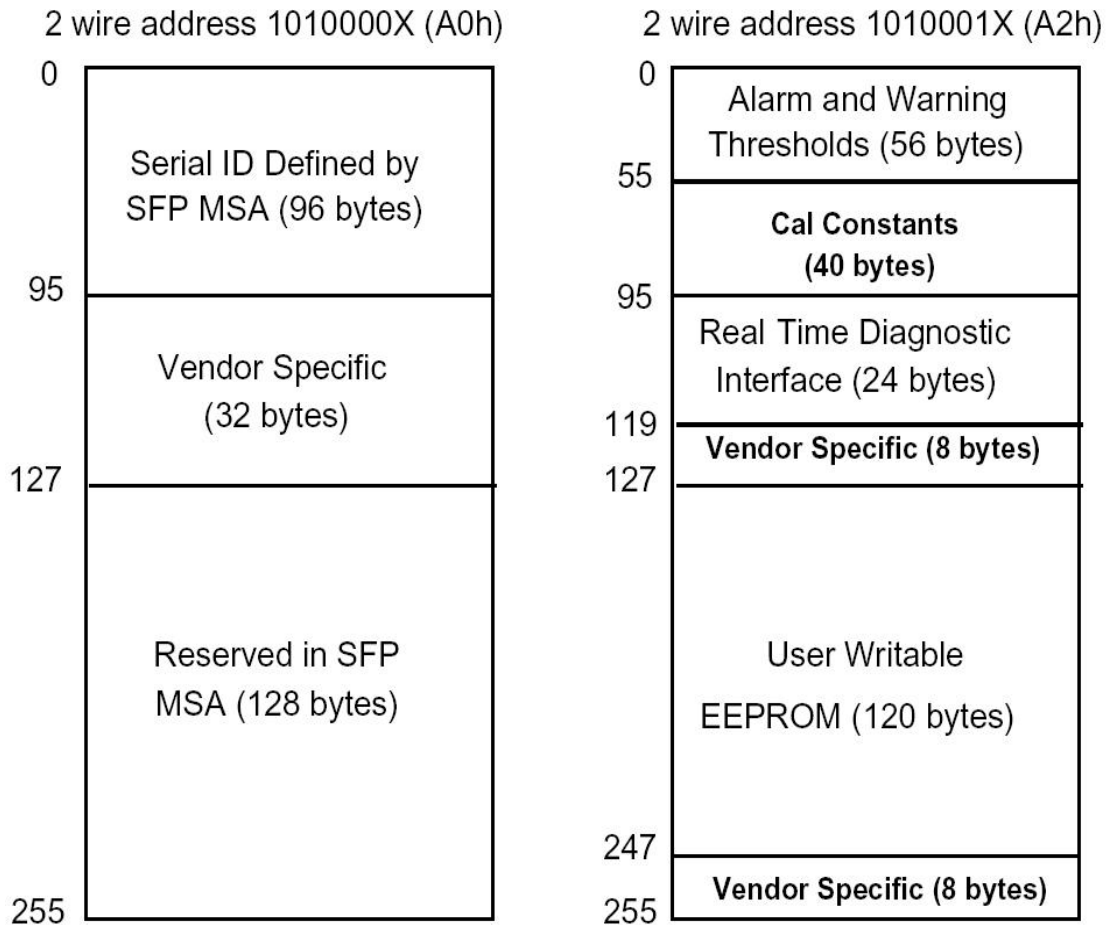 2 wire address 1010000X (A0h)
0
Serial ID Defined by
SFP MSA (96 bytes)
95
Vendor Specific
(32 bytes)
127
Reserved in SFP
MSA (128 bytes)
255
2 wire address 1010001X (A2h)
0
Alarm and Warning
Thresholds (56 bytes)
55
Cal Constants
(40 bytes)
95
Real Time Diagnostic
Interface (24 bytes)
119
Vendor Specific (8 bytes)
127
User Writable
EEPROM (120 bytes)
247
Vendor Specific (8 bytes)
255